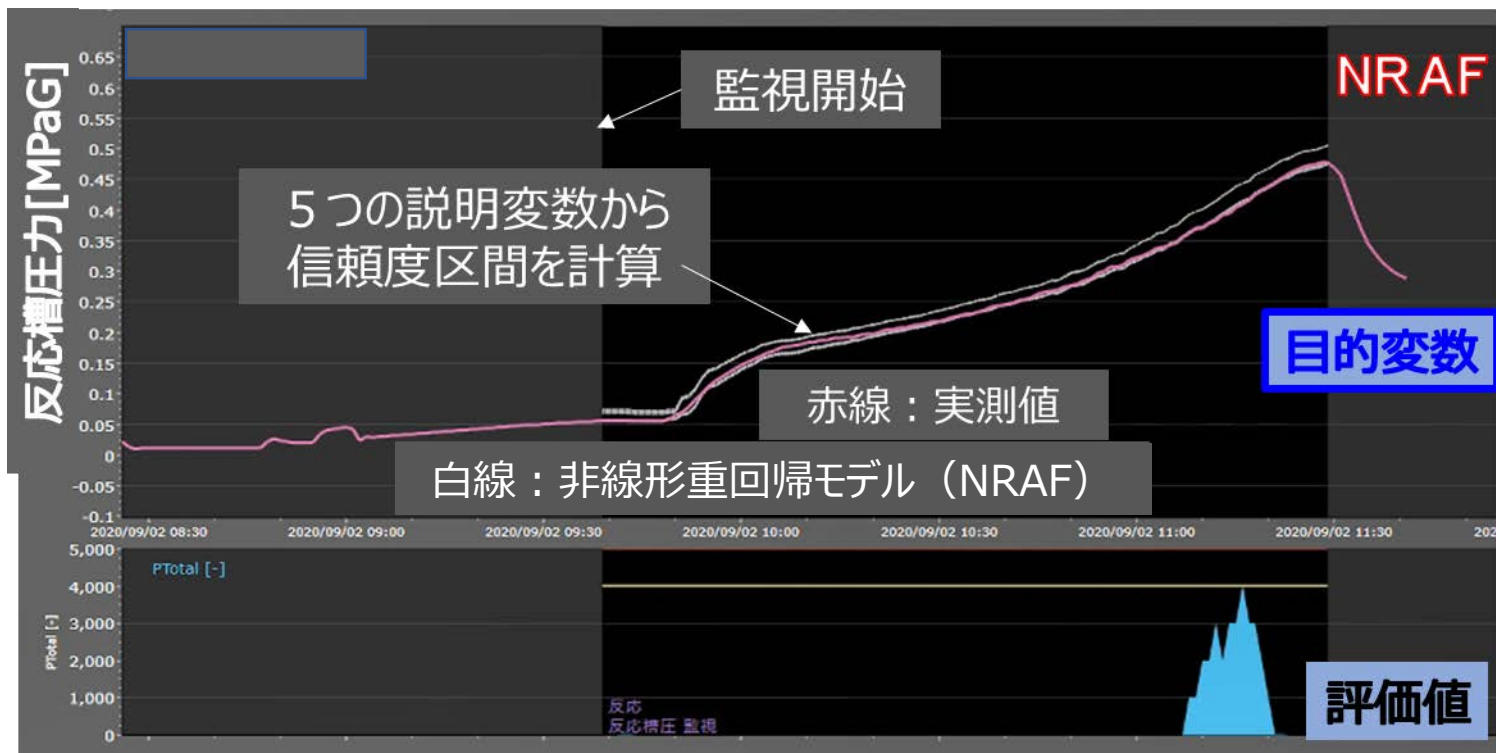 反応槽圧力[MPaG]
0.65
0.6
0.55
0.5
0.45
0.4
0.35
0.3
0.25
0.2
0.15
0.1
0.05
0
-0.05
-0.1
監視開始
NRAF
5つの説明変数から
信頼度区間を計算
目的変数
赤線：実測値
白線：非線形重回帰モデル（NRAF）
2020/09/02 08:30
2020/09/02 09:00
2020/09/02 09:30
2020/09/02 10:00
2020/09/02 10:30
2020/09/02 11:00
2020/09/02 11:30
202
PTotal [-]
PTotal [-]
5,000
4,000
3,000
2,000
1,000
0
反応
反応槽圧 監視
評価値